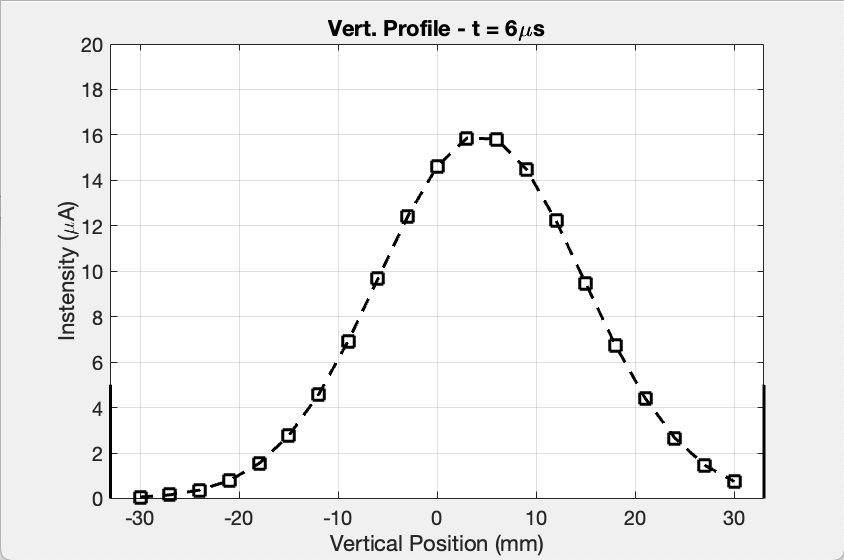 Vert. Profile - t = 6μs
20
18
16
14
12
10
8
6
4
2
0
Instensity (μA)
-30 -20 -10 0 10 20 30
Vertical Position (mm)